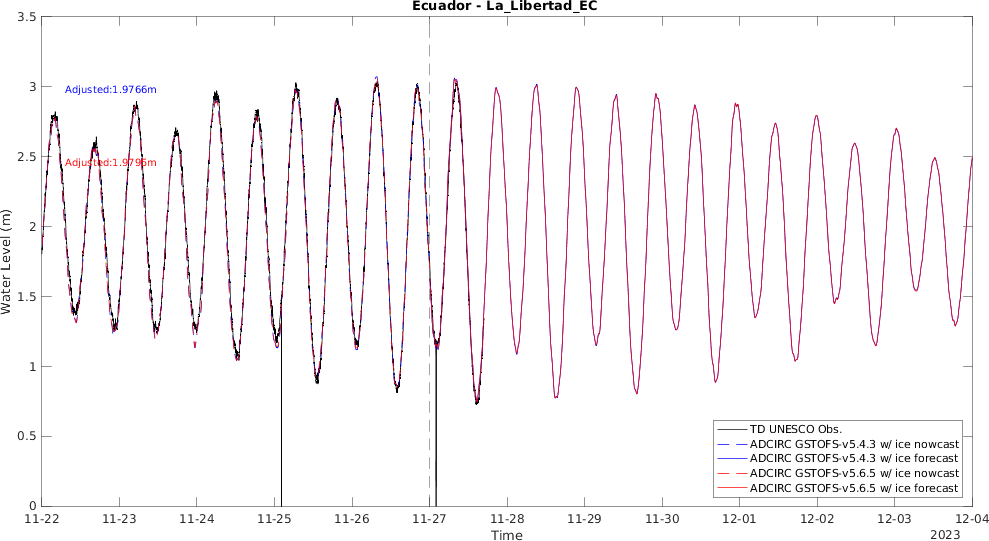 Ecuador - La_Libertad_EC
3.5
3
2.5
2
1.5
1
0.5
0
Water Level (m)
Adjusted:1.9766m
Adjusted:1.9795m
TD UNESCO Obs.
ADCIRC GSTOFS-v5.4.3 w/ ice nowcast
ADCIRC GSTOFS-v5.4.3 w/ ice forecast
ADCIRC GSTOFS-v5.6.5 w/ ice nowcast
ADCIRC GSTOFS-v5.6.5 w/ ice forecast
11-22 11-23 11-24 11-25 11-26 11-27 11-28 11-29 11-30 12-01 12-02 12-03 12-04
Time
2023